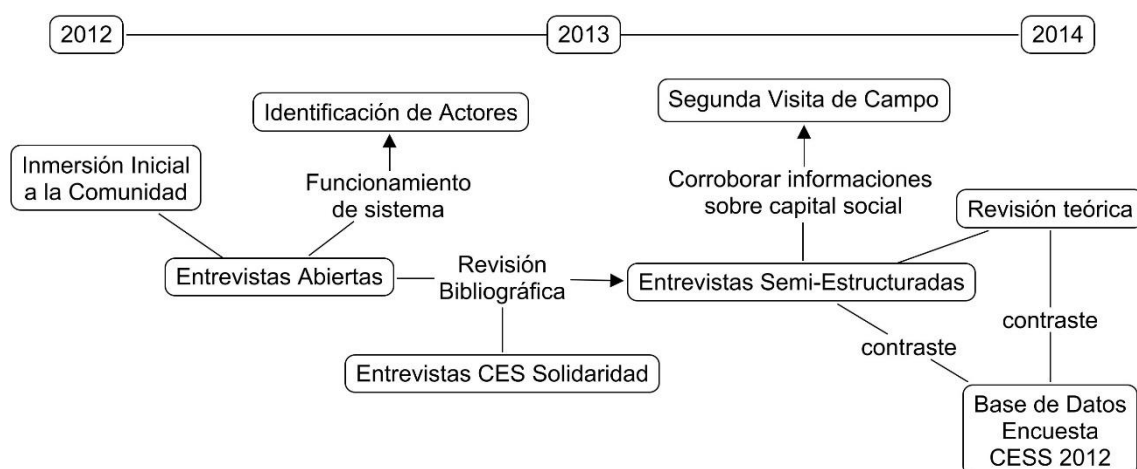 2012
2013
2014
Identificación de Actores
Segunda Visita de Campo
Inmersión Inicial
a la Comunidad
Funcionamiento
de sistema
Corroborar informaciones
sobre capital social
Revisión teórica
Entrevistas Abiertas
Revisión
Bibliográfica
Entrevistas Semi-Estructuradas
contraste
contraste
Entrevistas CES Solidaridad
Base de Datos
Encuesta
CESS 2012